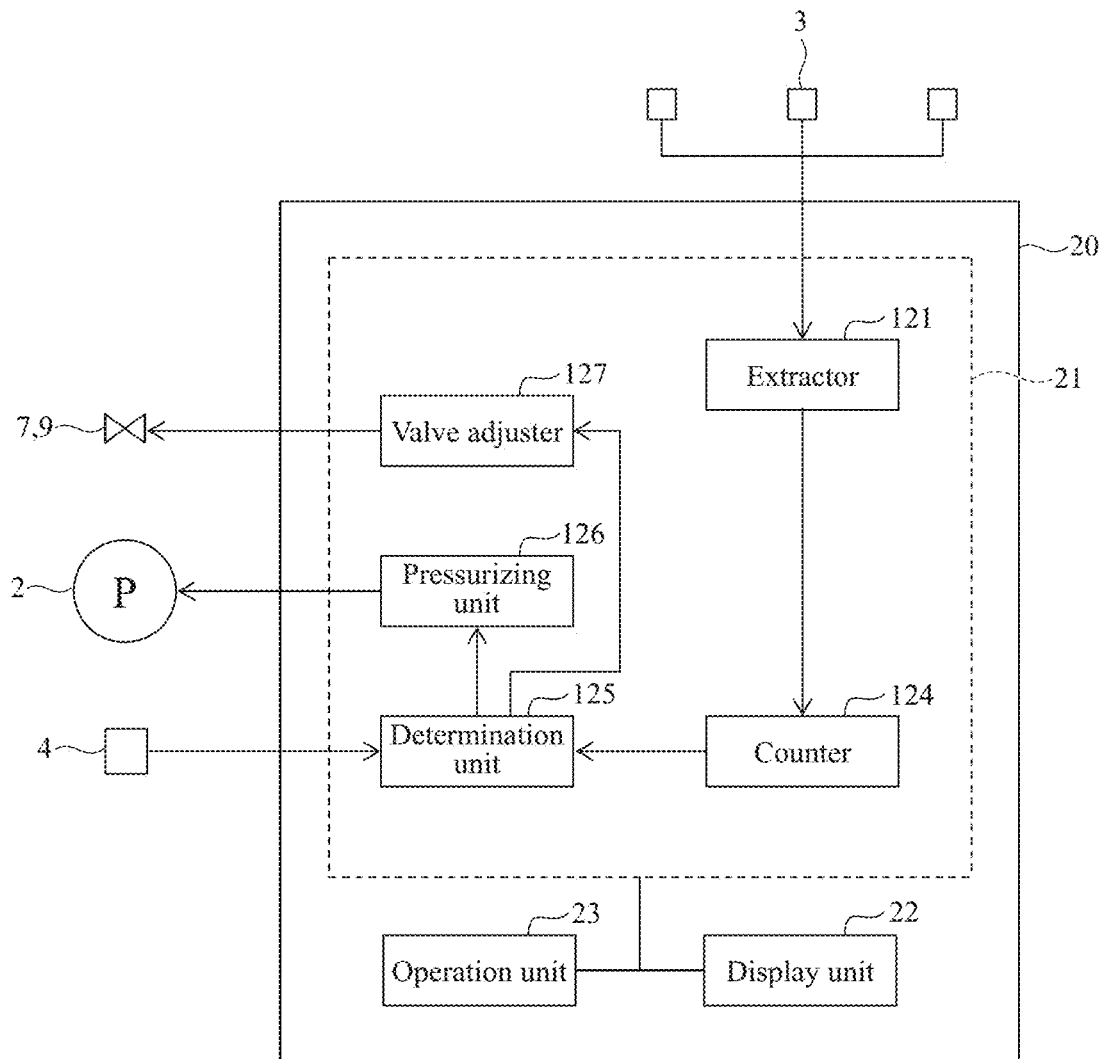 3
20
121
Extractor
21
127
Valve adjuster
7,9
126
Pressurizing
unit
2
P
125
Determination
unit
4
124
Counter
23
Operation unit
22
Display unit